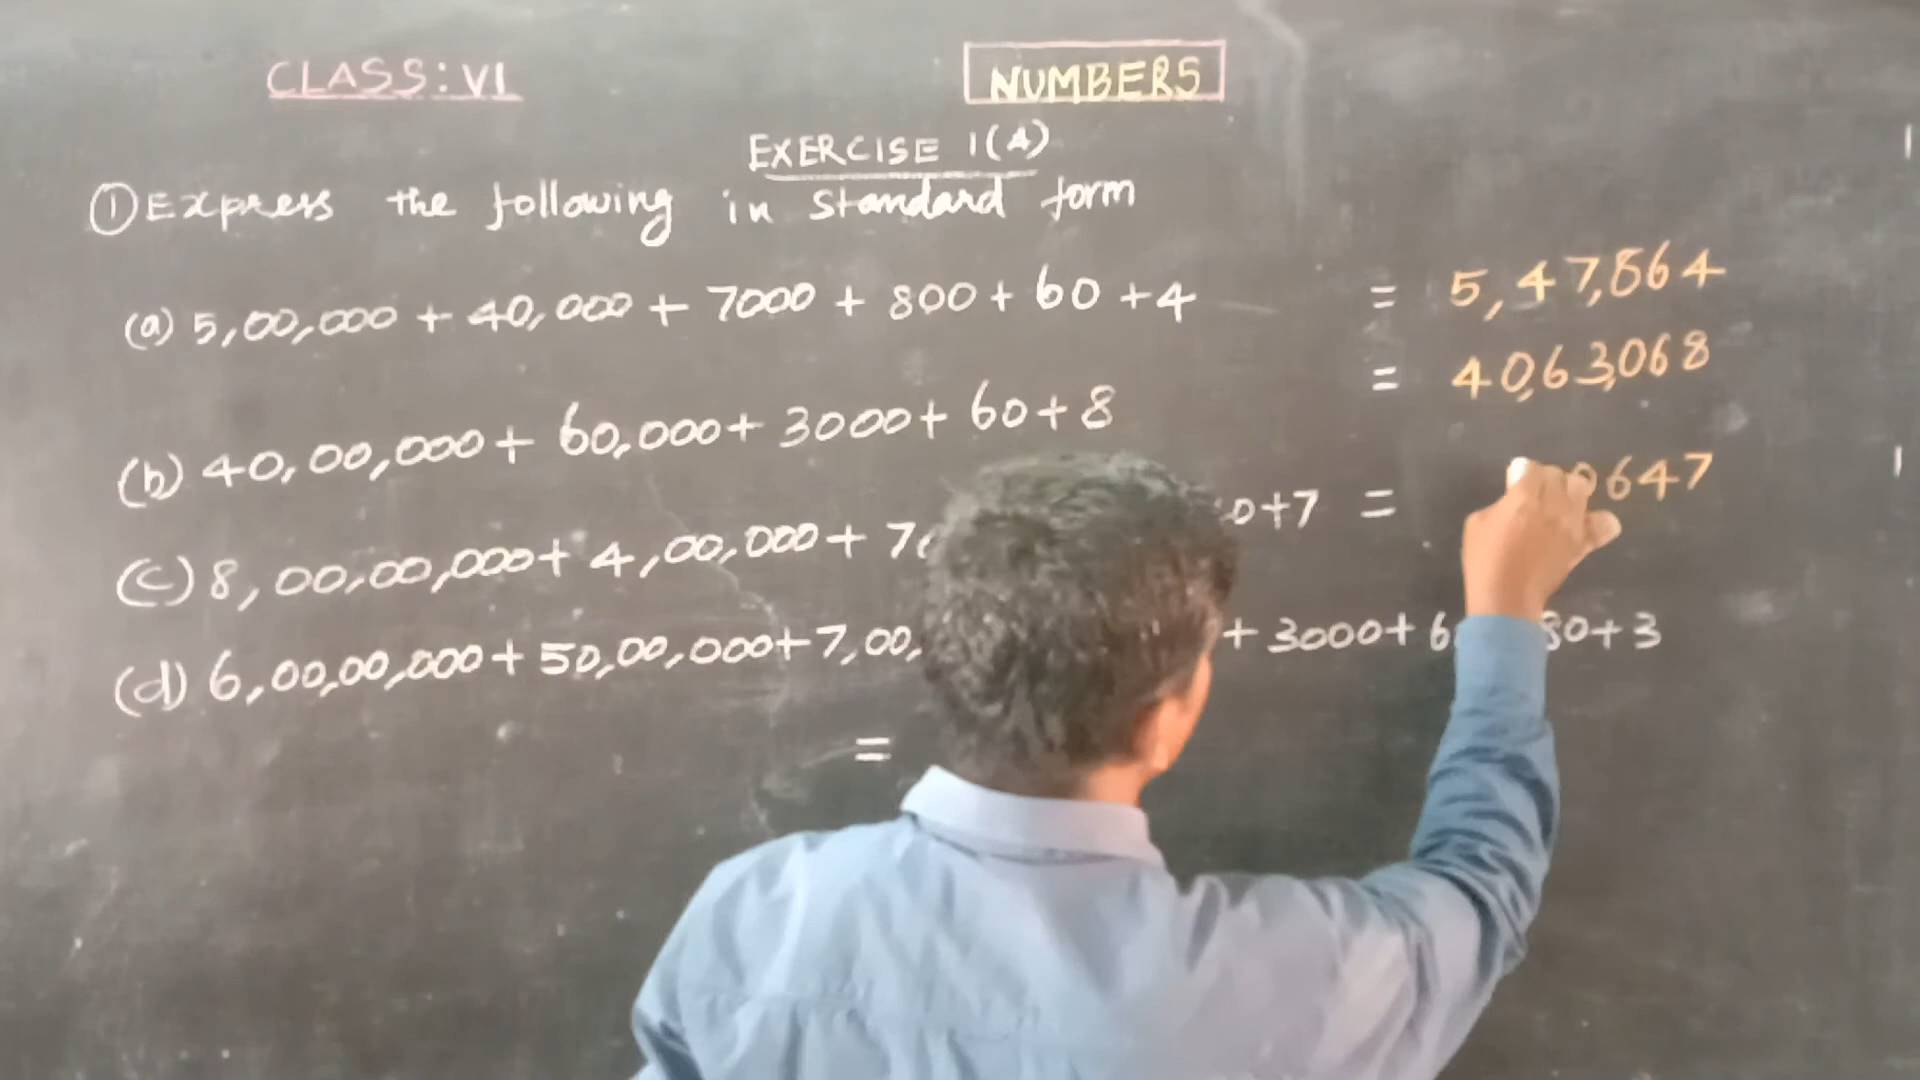 CLASS: VI
NUMBERS
EXERCISE 1(A)
① Express the following in standard form
(a) 5,00,000 + 40,000 + 7000 + 800 + 60 + 4 = 5,47,864
(b) 40,00,000 + 60,000 + 3000 + 60 + 8 = 40,63,068
(c) 8,00,00,000 + 4,00,000 + 7 0+7 = 0647
(d) 6,00,00,000 + 50,00,000 + 7,00, + 3000 + 6 80 + 3
=